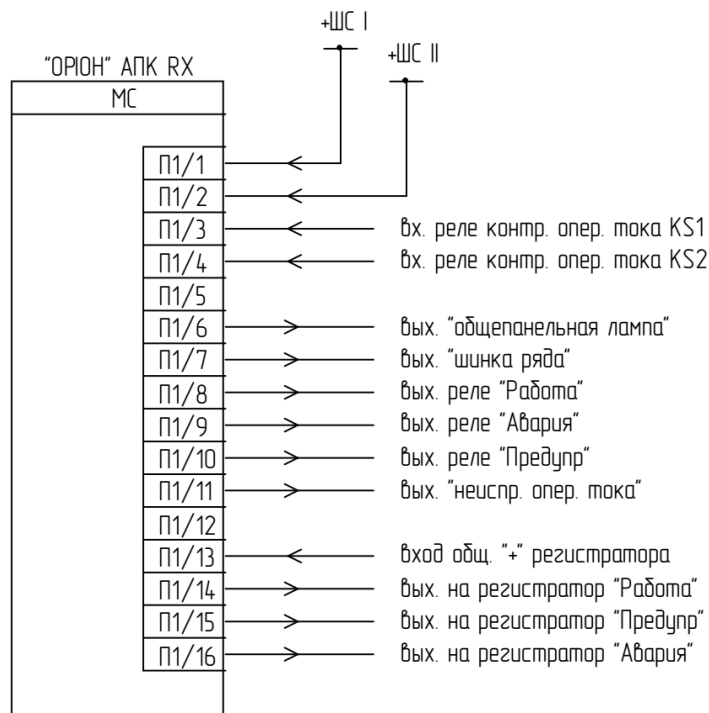 +ШС I
+ШС II
"ОРІОН" АПК RX
МС
П1/1
П1/2
П1/3 вх. реле контр. опер. тока KS1
П1/4 вх. реле контр. опер. тока KS2
П1/5
П1/6 вых. "общепанельная лампа"
П1/7 вых. "шинка ряда"
П1/8 вых. реле "Работа"
П1/9 вых. реле "Авария"
П1/10 вых. реле "Предупр"
П1/11 вых. "неиспр. опер. тока"
П1/12
П1/13 вход общ. "+" регистратора
П1/14 вых. на регистратор "Работа"
П1/15 вых. на регистратор "Предупр"
П1/16 вых. на регистратор "Авария"